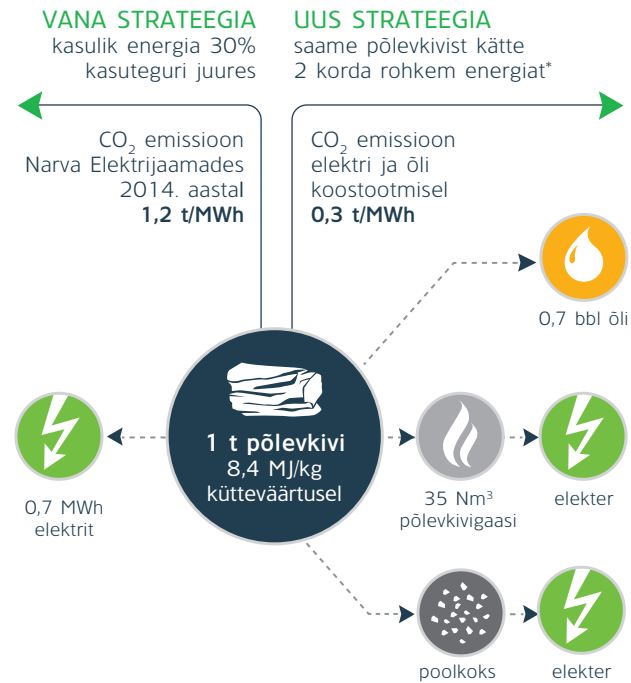 VANA STRATEEGIA
kasulik energia 30%
kasuteguri juures
UUS STRATEEGIA
saame põlevkivist kätte
2 korda rohkem energiat*
CO₂ emissioon
Narva Elektrijaamades
2014. aastal
1,2 t/MWh
CO₂ emissioon
elektri ja õli
koostootmisel
0,3 t/MWh
0,7 bbl õli
1 t põlevkivi
8,4 MJ/kg
kütteväärtusel
0,7 MWh
elektrit
35 Nm³
põlevkivigaasi
elekter
poolkoks
elekter